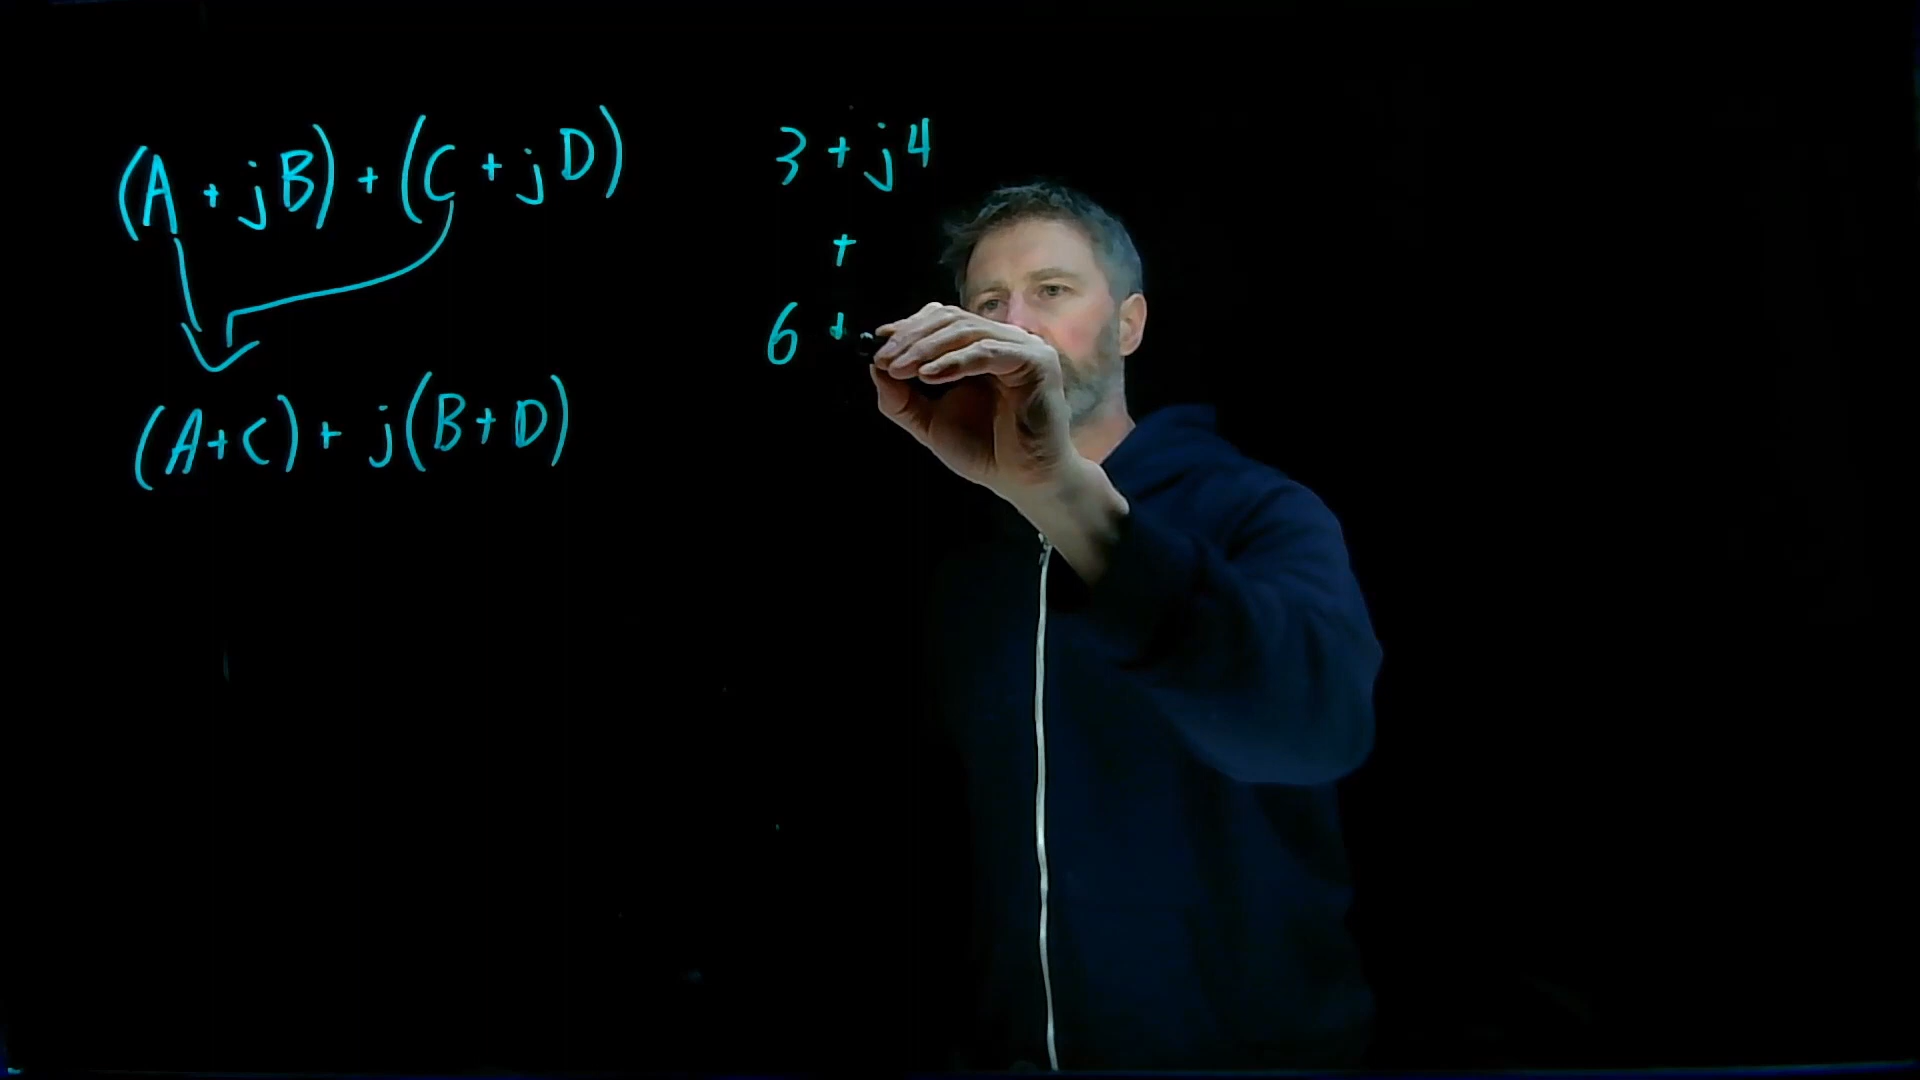 (A + jB) + (C + jD)
(A+C) + j(B+D)
3 + j4
+
6 +